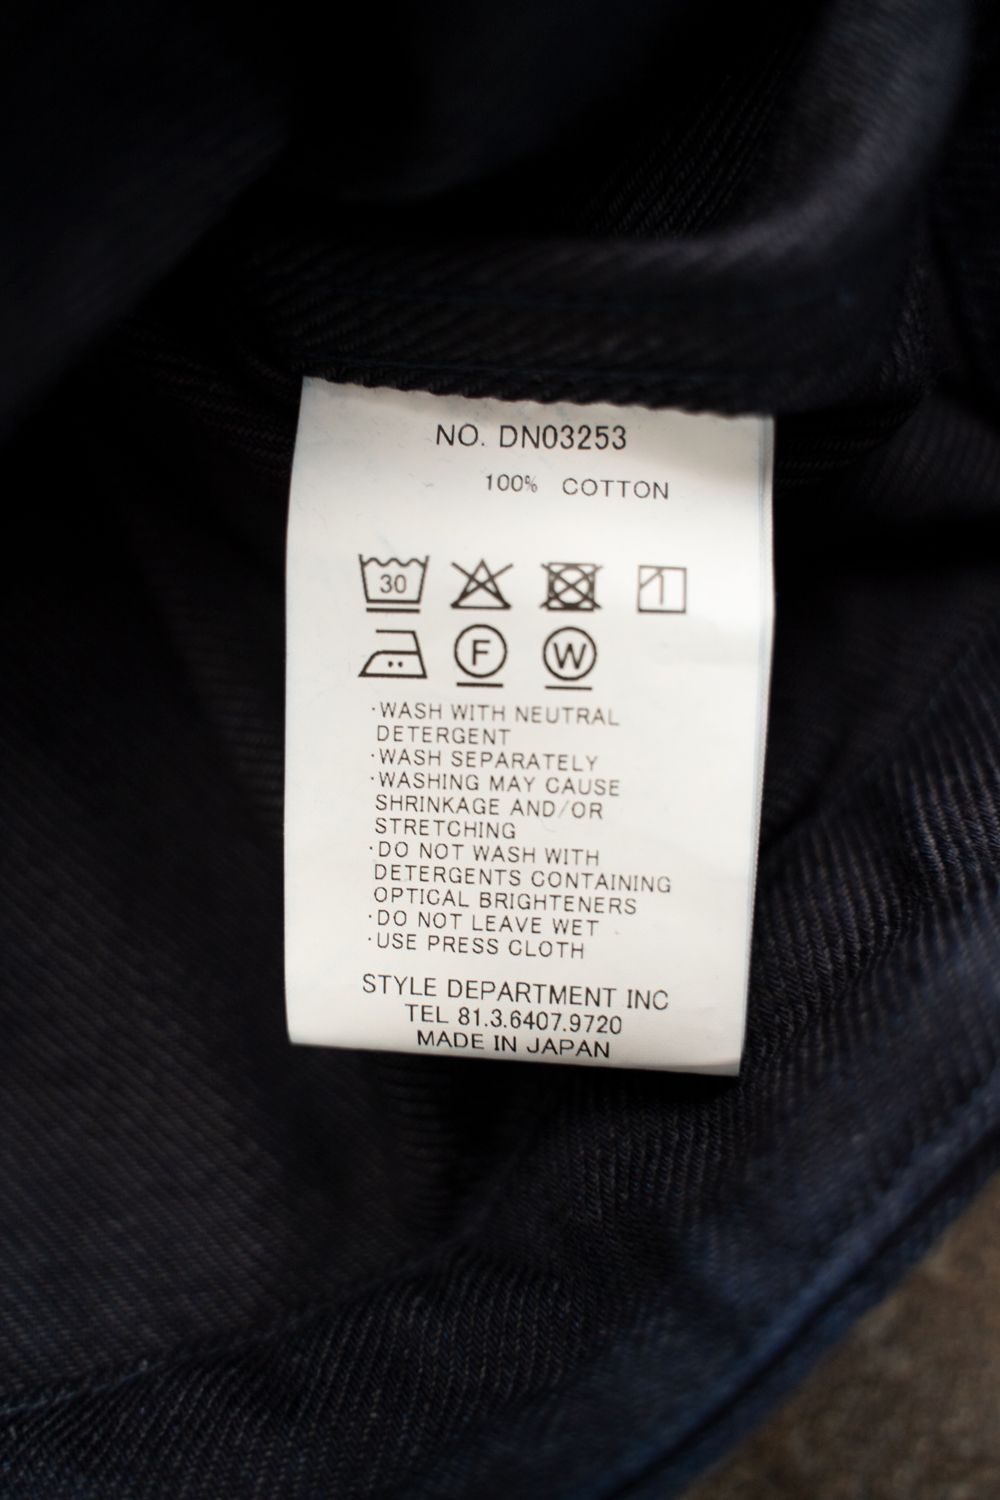 NO. DN03253
100% COTTON
30
F W
·WASH WITH NEUTRAL
DETERGENT
·WASH SEPARATELY
·WASHING MAY CAUSE
SHRINKAGE AND/OR
STRETCHING
·DO NOT WASH WITH
DETERGENTS CONTAINING
OPTICAL BRIGHTENERS
·DO NOT LEAVE WET
·USE PRESS CLOTH
STYLE DEPARTMENT INC
TEL 81.3.6407.9720
MADE IN JAPAN